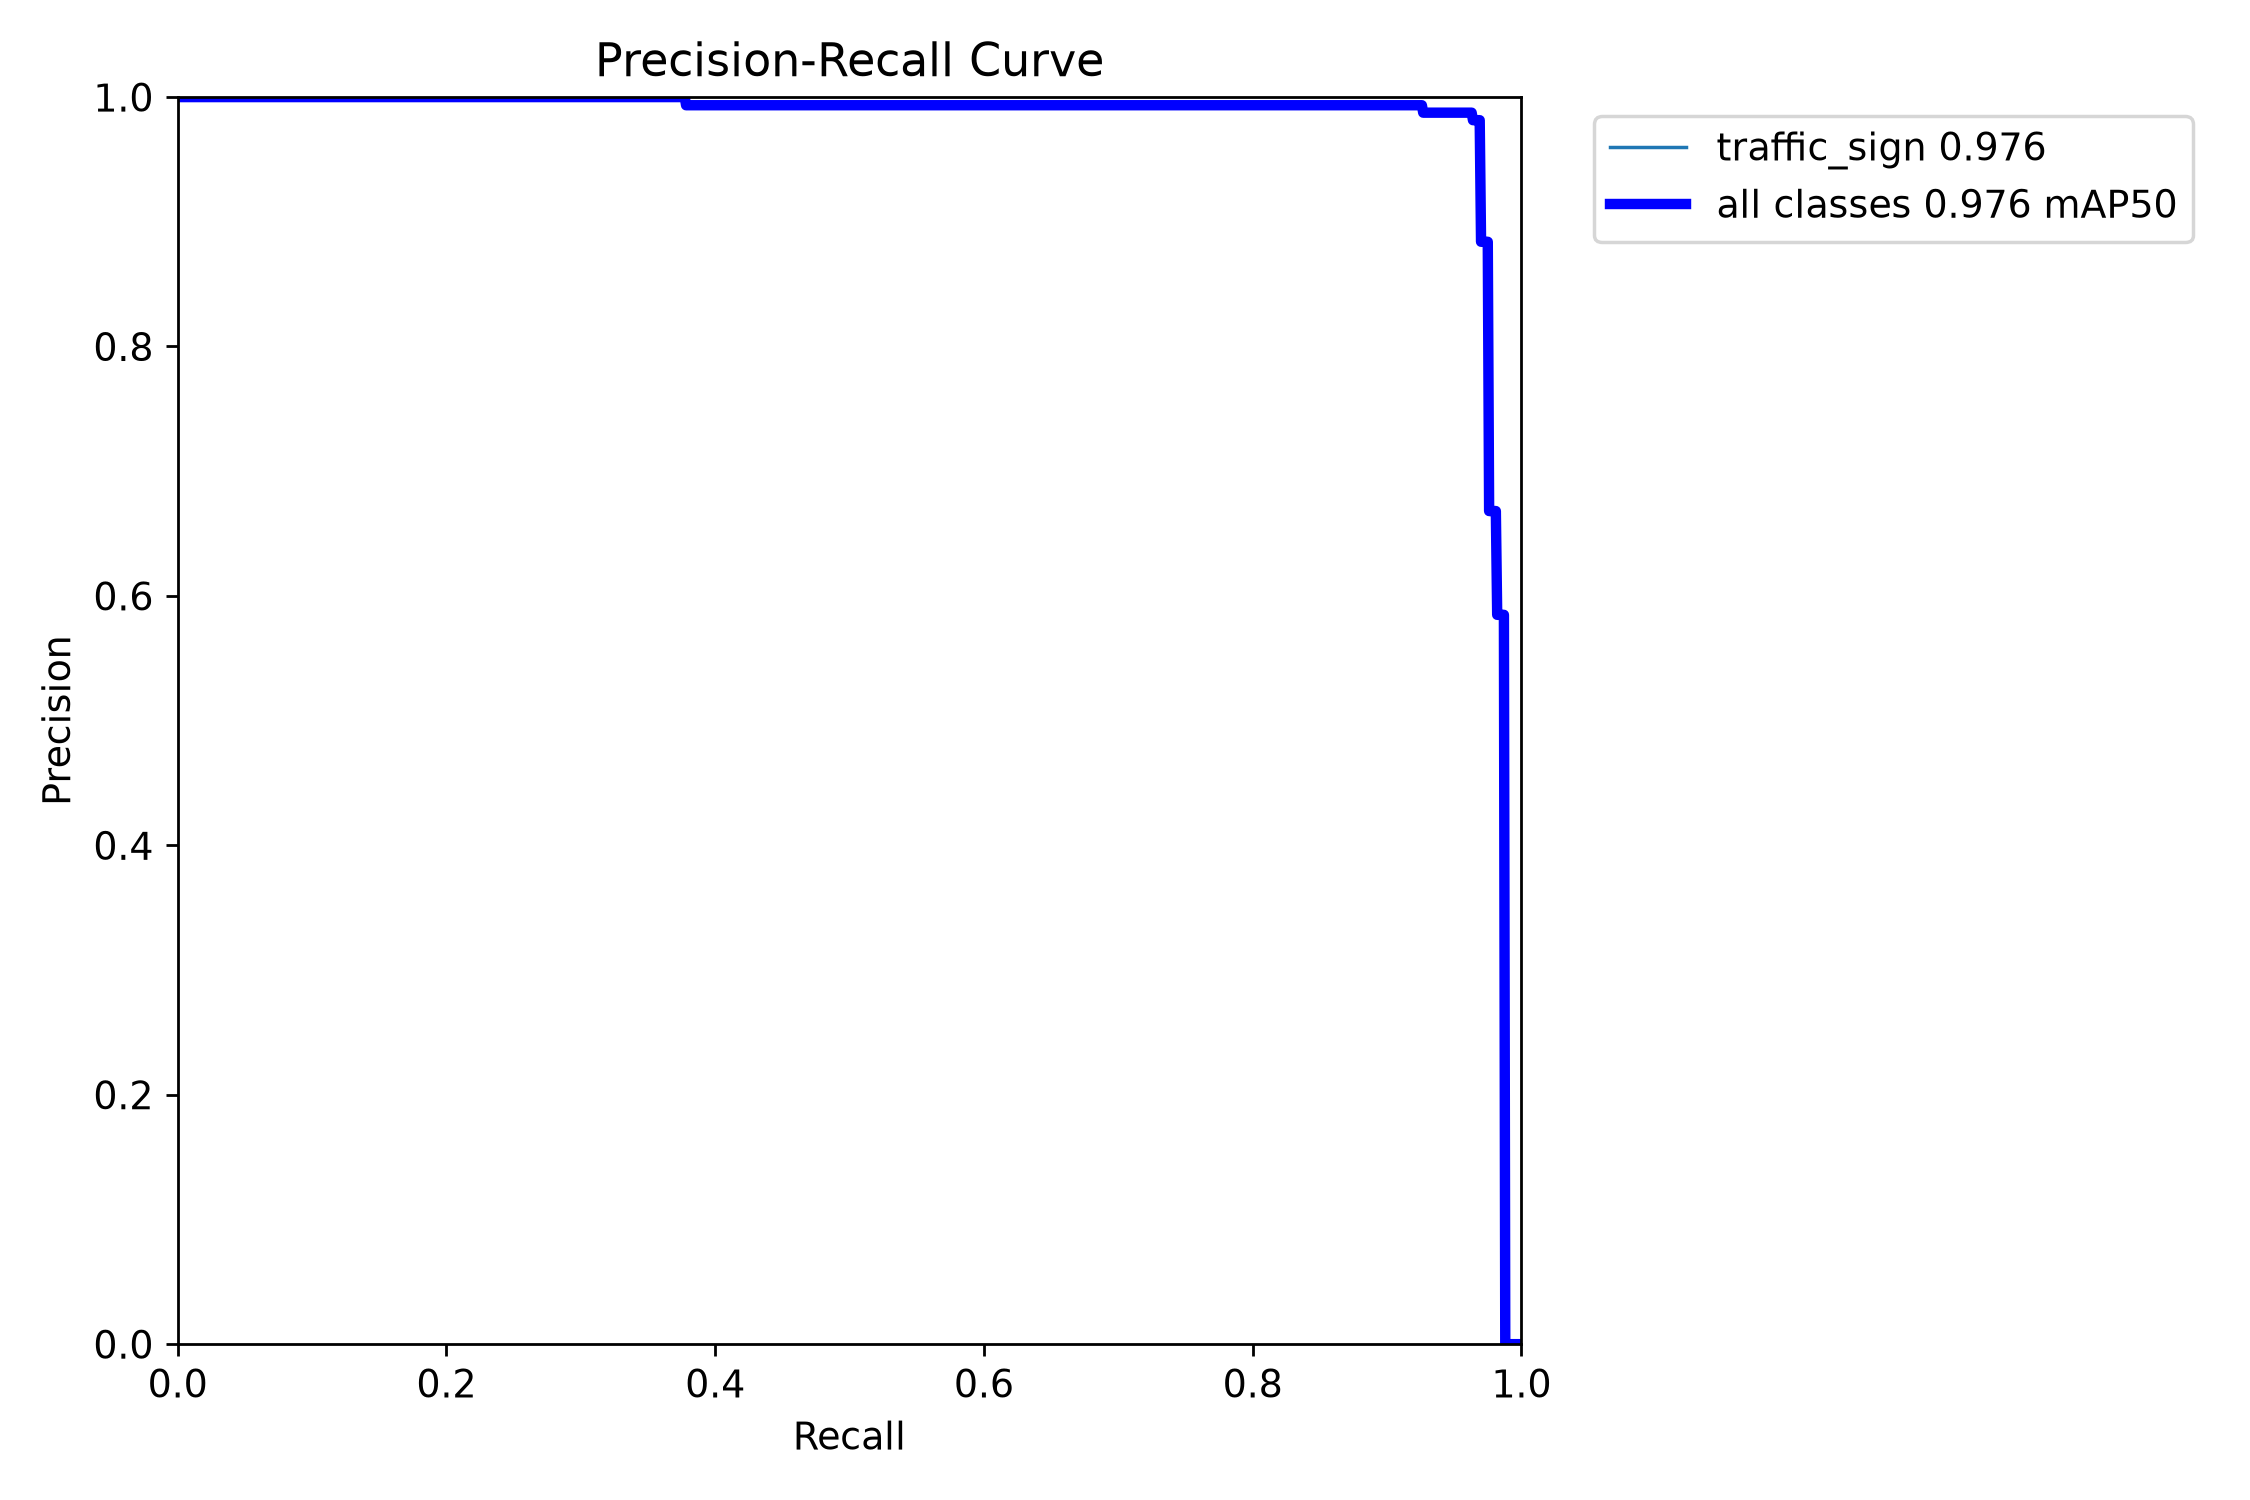 Precision-Recall Curve
1.0
0.8
0.6
0.4
0.2
0.0
Precision
0.0 0.2 0.4 0.6 0.8 1.0
Recall
traffic_sign 0.976
all classes 0.976 mAP50